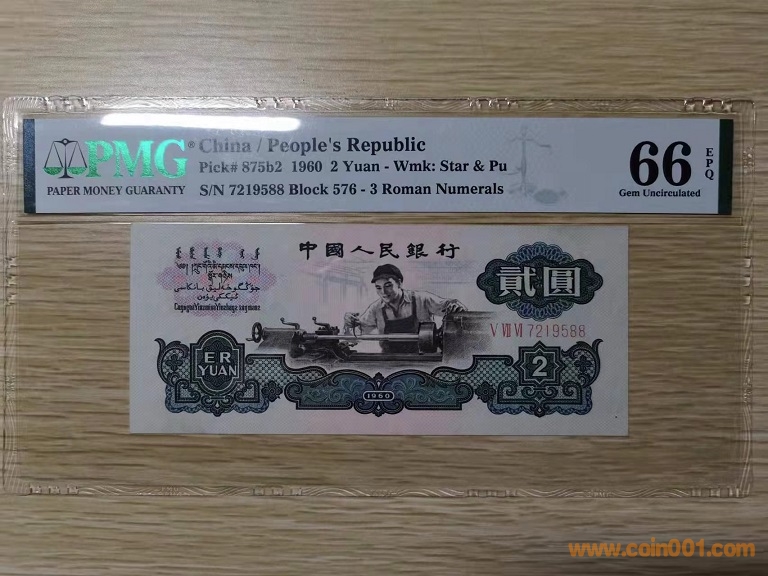 PMG®
PAPER MONEY GUARANTY
China / People's Republic
Pick# 875b2 1960 2 Yuan - Wmk: Star & Pu
S/N 7219588 Block 576 - 3 Roman Numerals
66 EPQ
Gem Uncirculated
中國人民銀行
貳圓
V VII VI 7219588
ER
YUAN
2
1960
www.coin001.com